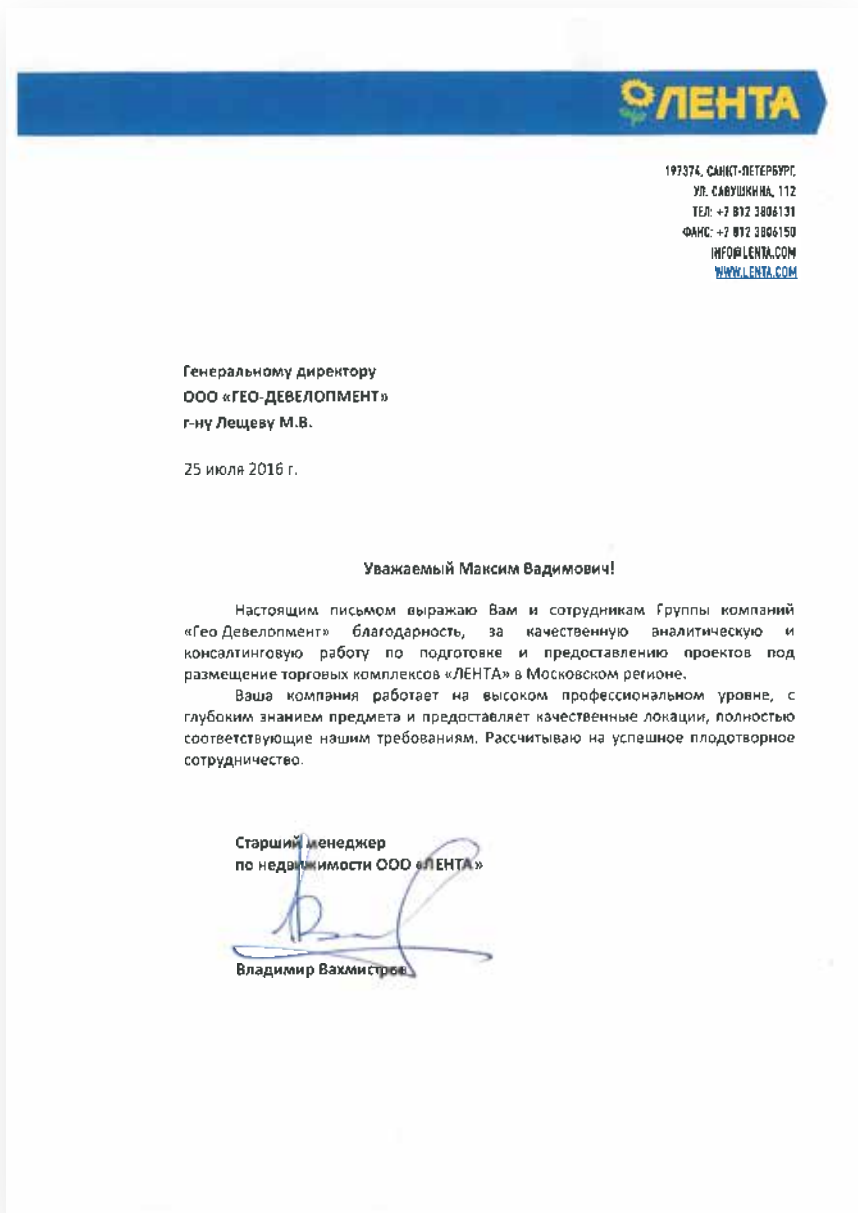 ЛЕНТА
197374, САНКТ-ПЕТЕРБУРГ,
УЛ. САВУШКИНА, 112
ТЕЛ: +7 812 3806131
ФАКС: +7 812 3806150
INFO@LENTA.COM
WWW.LENTA.COM
Генеральному директору
ООО «ГЕО-ДЕВЕЛОПМЕНТ»
г-ну Лещеву М.В.
25 июля 2016 г.
Уважаемый Максим Вадимович!
Настоящим письмом выражаю Вам и сотрудникам Группы компаний
«Гео Девелопмент» благодарность, за качественную аналитическую и
консалтинговую работу по подготовке и предоставлению проектов под
размещение торговых комплексов «ЛЕНТА» в Московском регионе.
Ваша компания работает на высоком профессиональном уровне, с
глубоким знанием предмета и предоставляет качественные локации, полностью
соответствующие нашим требованиям. Рассчитываю на успешное плодотворное
сотрудничество.
Старший менеджер
по недвижимости ООО «ЛЕНТА»
Владимир Вахмистров